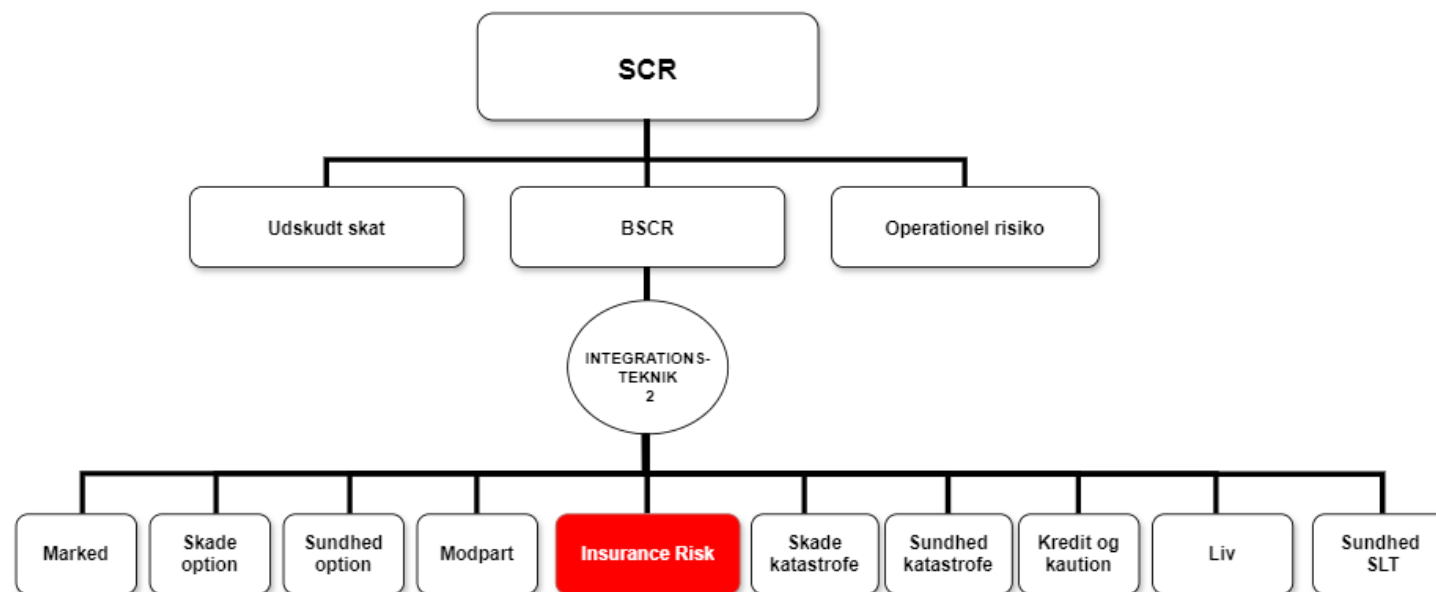 SCR
Udskudt skat
BSCR
Operationel risiko
INTEGRATIONS-
TEKNIK
2
Marked
Skade
option
Sundhed
option
Modpart
Insurance Risk
Skade
katastrofe
Sundhed
katastrofe
Kredit og
kaution
Liv
Sundhed
SLT